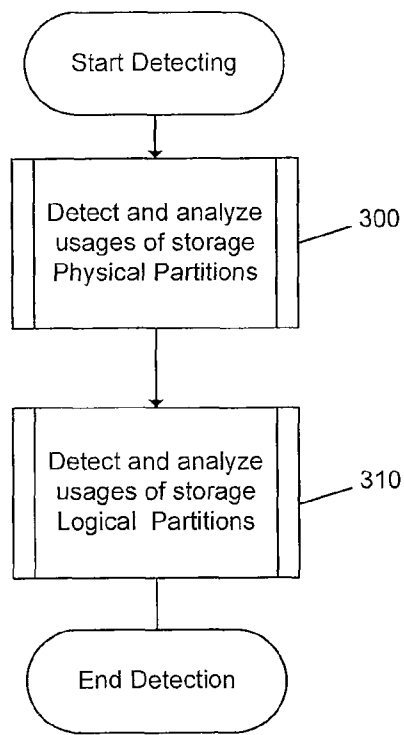 Start Detecting
Detect and analyze
usages of storage
Physical Partitions
300
Detect and analyze
usages of storage
Logical Partitions
310
End Detection